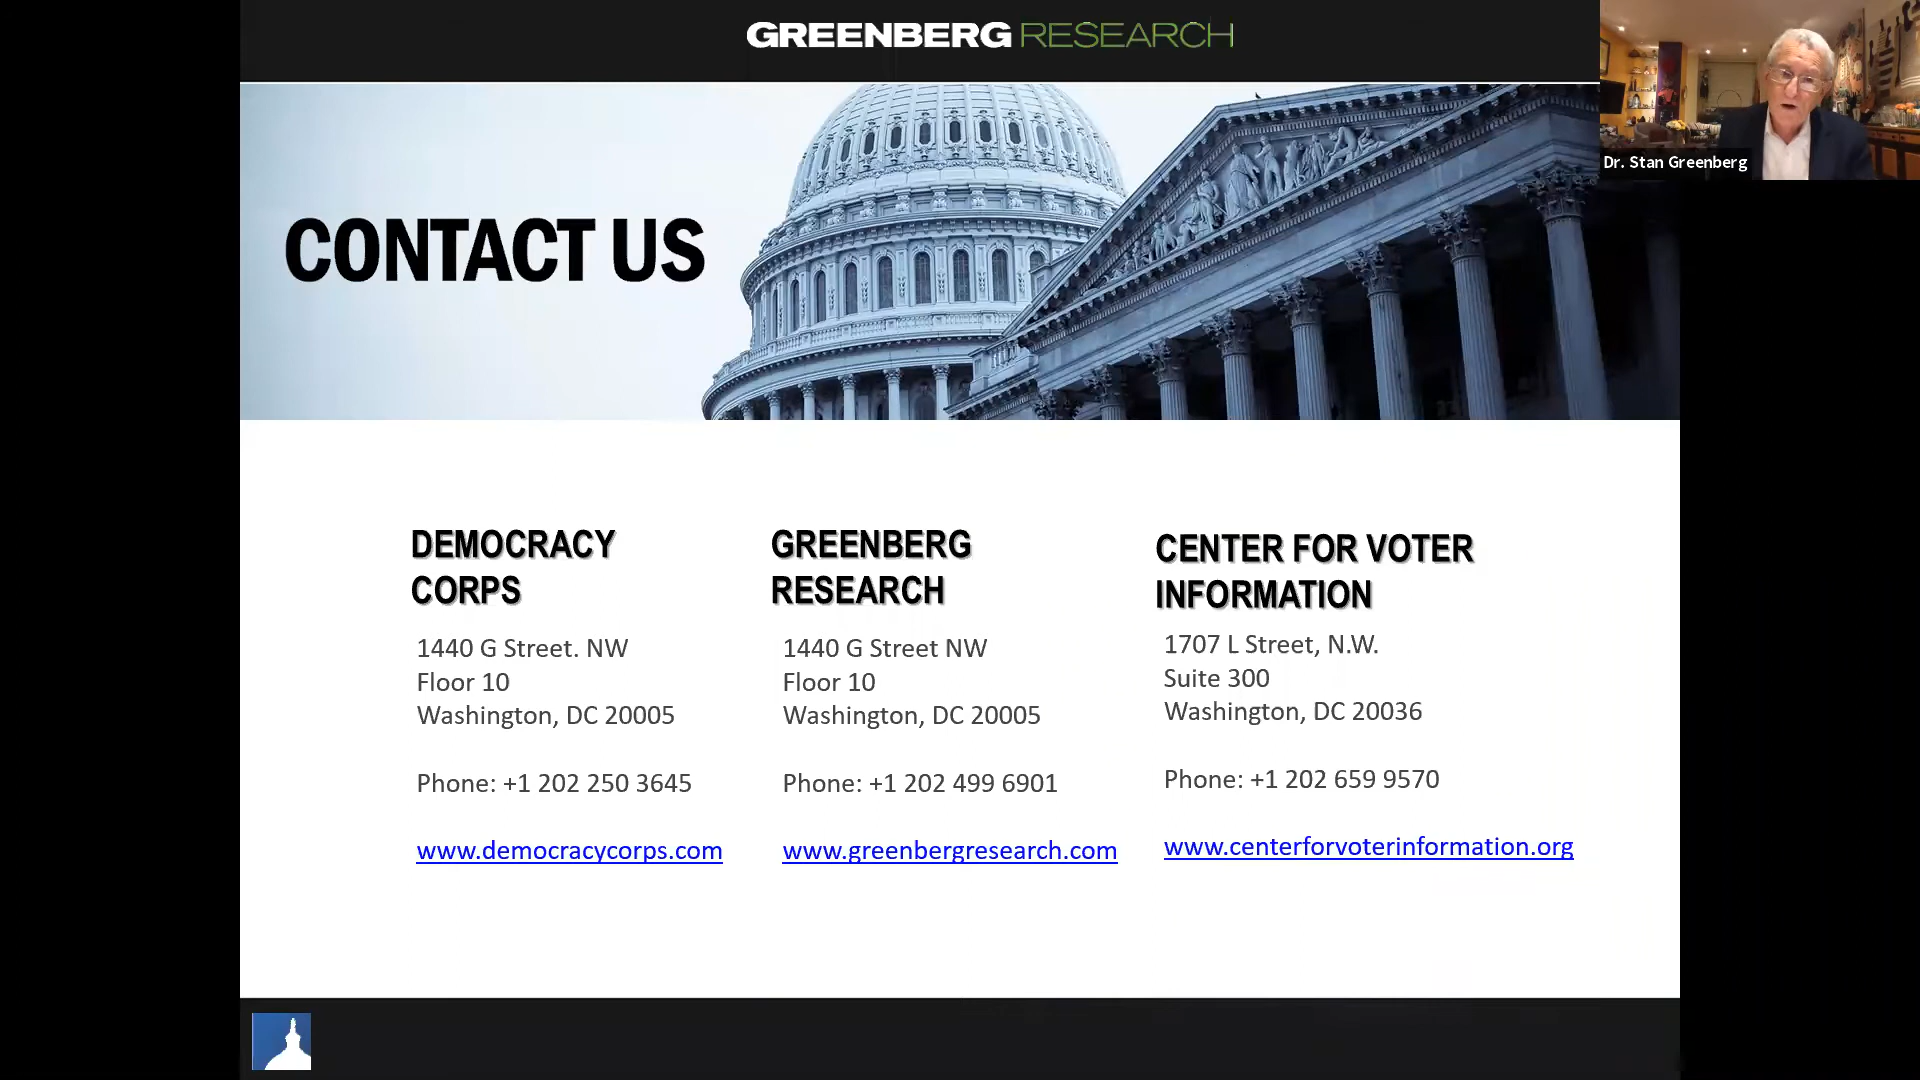 GREENBERG RESEARCH
Dr. Stan Greenberg
CONTACT US
DEMOCRACY
CORPS
1440 G Street. NW
Floor 10
Washington, DC 20005
Phone: +1 202 250 3645
www.democracycorps.com
GREENBERG
RESEARCH
1440 G Street NW
Floor 10
Washington, DC 20005
Phone: +1 202 499 6901
www.greenbergresearch.com
CENTER FOR VOTER
INFORMATION
1707 L Street, N.W.
Suite 300
Washington, DC 20036
Phone: +1 202 659 9570
www.centerforvoterinformation.org